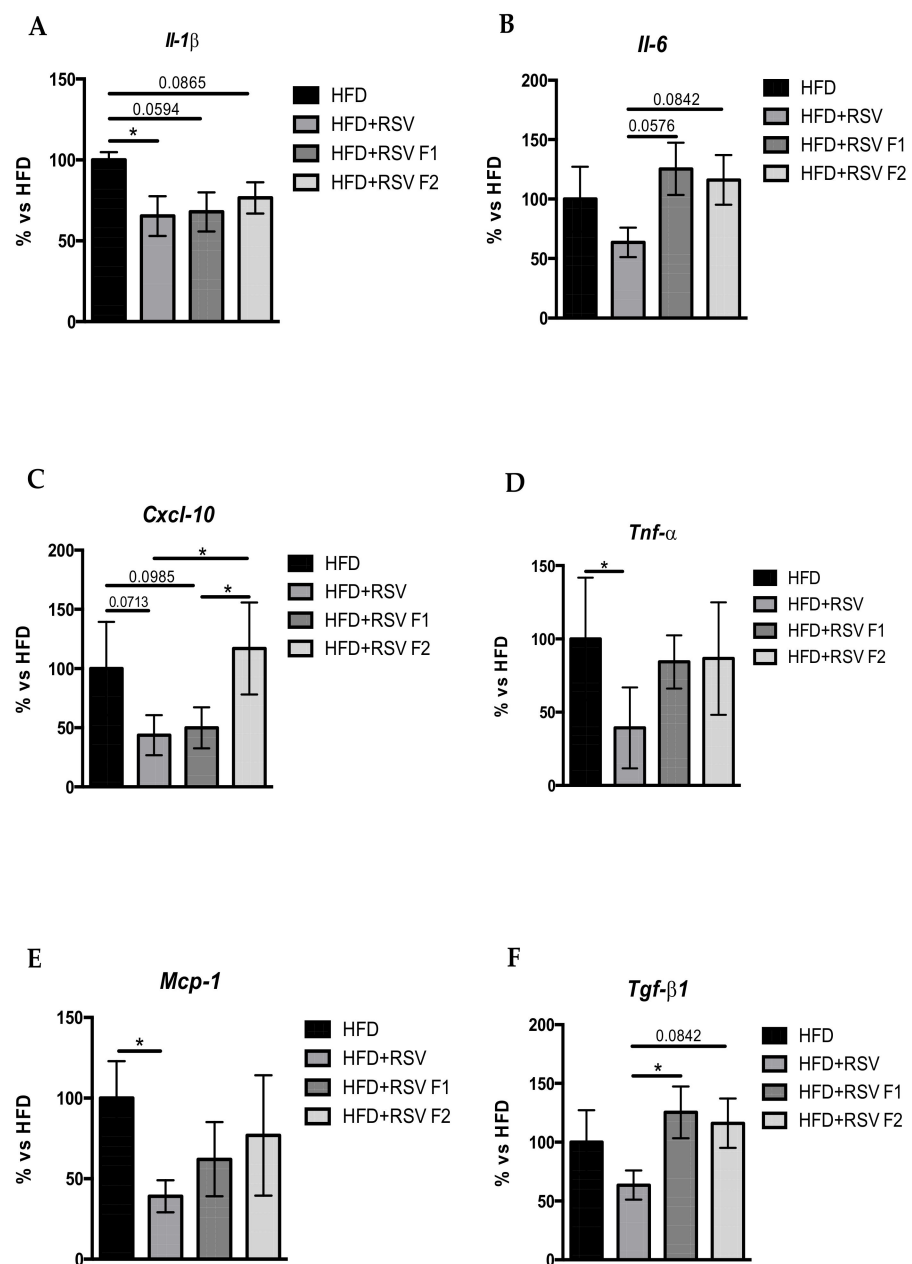 A
Il-1β
% vs HFD
150
100
50
0
0.0865
0.0594
*
HFD
HFD+RSV
HFD+RSV F1
HFD+RSV F2
B
Il-6
% vs HFD
200
150
100
50
0
0.0842
0.0576
HFD
HFD+RSV
HFD+RSV F1
HFD+RSV F2
C
Cxcl-10
% vs HFD
200
150
100
50
0
*
0.0985
0.0713
*
HFD
HFD+RSV
HFD+RSV F1
HFD+RSV F2
D
Tnf-α
% vs HFD
150
100
50
0
*
HFD
HFD+RSV
HFD+RSV F1
HFD+RSV F2
E
Mcp-1
% vs HFD
150
100
50
0
*
HFD
HFD+RSV
HFD+RSV F1
HFD+RSV F2
F
Tgf-β1
% vs HFD
200
150
100
50
0
0.0842
*
HFD
HFD+RSV
HFD+RSV F1
HFD+RSV F2